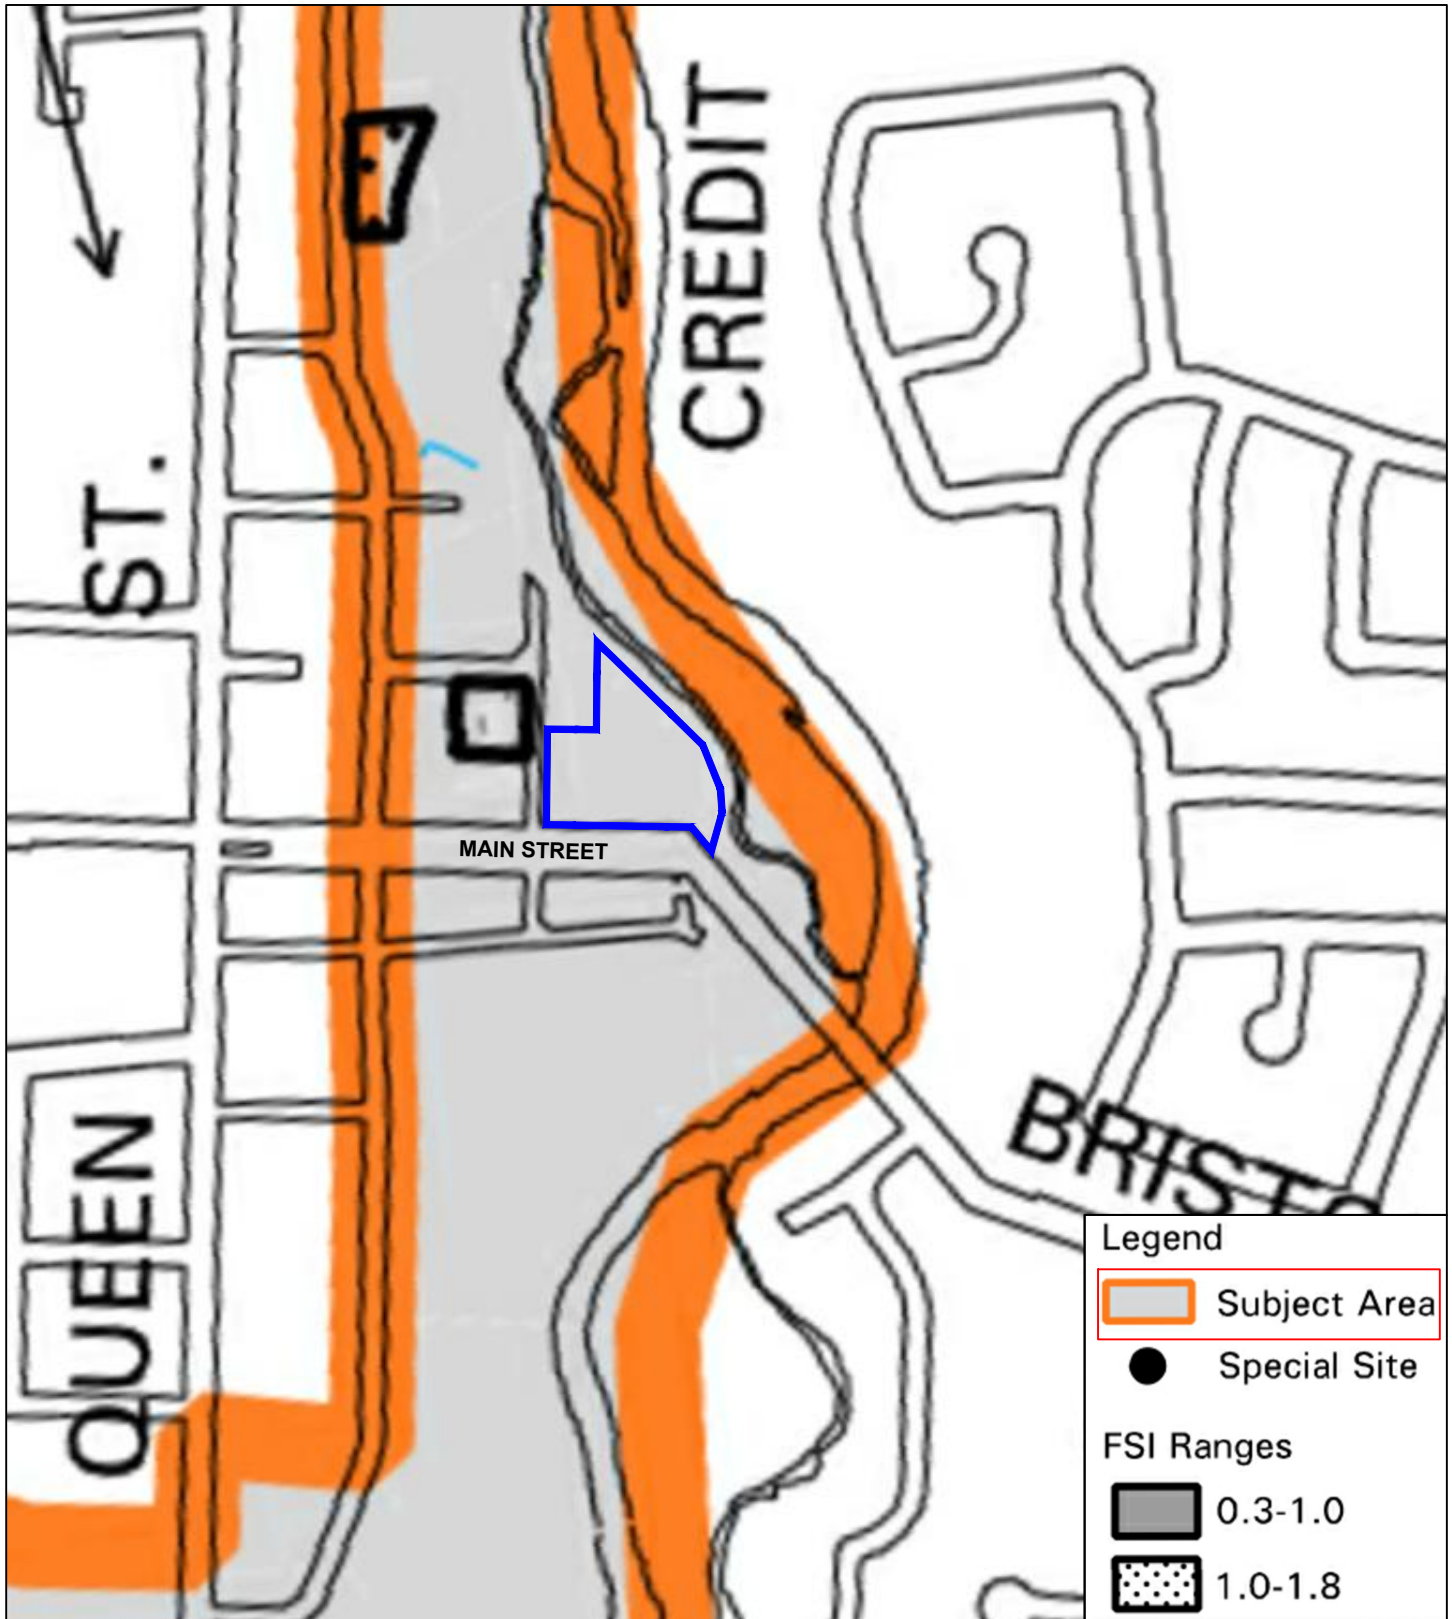 CREDIT
ST.
MAIN STREET
QUEEN
Legend
Subject Area
Special Site
FSI Ranges
0.3-1.0
1.0-1.8